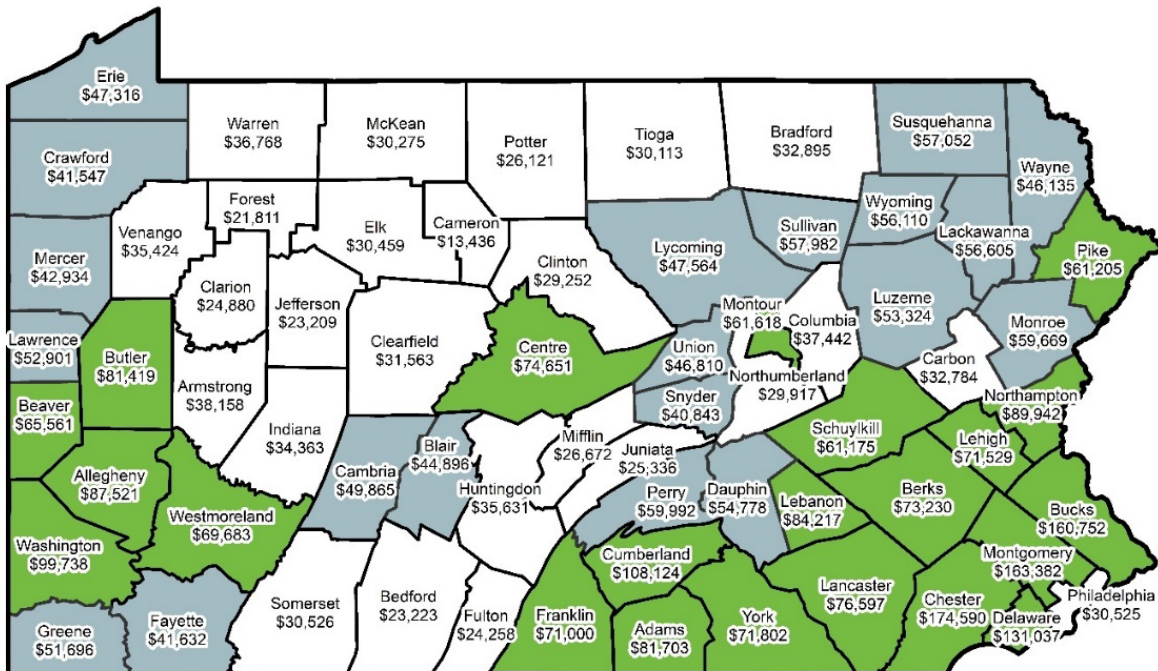 Erie
$47,316
Warren
$36,768
McKean
$30,275
Potter
$26,121
Tioga
$30,113
Bradford
$32,895
Susquehanna
$57,052
Crawford
$41,547
Wayne
$46,135
Forest
$21,811
Venango
$35,424
Elk
$30,459
Cameron
$13,436
Wyoming
$56,110
Sullivan
$57,982
Lackawanna
$56,605
Lycoming
$47,564
Mercer
$42,934
Clinton
$29,252
Pike
$61,205
Clarion
$24,880
Jefferson
$23,209
Luzerne
$53,324
Montour
$61,618
Columbia
$37,442
Monroe
$59,669
Lawrence
$52,901
Butler
$81,419
Clearfield
$31,563
Centre
$74,651
Union
$46,810
Carbon
$32,784
Armstrong
$38,158
Northumberland
$29,917
Beaver
$65,561
Snyder
$40,843
Northampton
$89,942
Indiana
$34,363
Schuylkill
$61,175
Lehigh
$71,529
Mifflin
$26,672
Blair
$44,896
Juniata
$25,336
Allegheny
$87,521
Cambria
$49,865
Huntingdon
$35,631
Perry
$59,992
Dauphin
$54,778
Lebanon
$84,217
Berks
$73,230
Bucks
$160,752
Westmoreland
$69,683
Washington
$99,738
Cumberland
$108,124
Montgomery
$163,382
Lancaster
$76,597
Philadelphia
$30,525
Somerset
$30,526
Bedford
$23,223
Fulton
$24,258
Franklin
$71,000
Adams
$81,703
York
$71,802
Chester
$174,590
Delaware
$131,037
Fayette
$41,632
Greene
$51,696